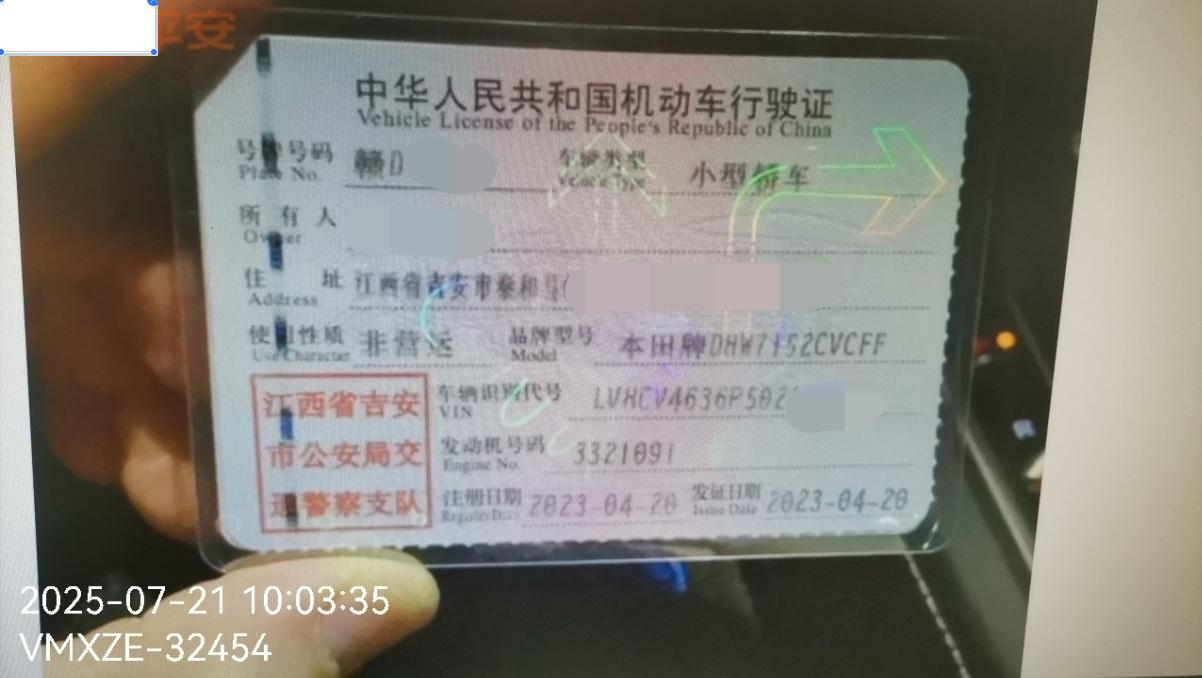 平安
中华人民共和国机动车行驶证
Vehicle License of the People's Republic of China
号牌号码 赣D 车辆类型 小型轿车
Plate No. Vehicle Type
所有人
Owner
住址 江西省吉安市泰和县
Address
使用性质 非营运 品牌型号 本田牌DHW7152CVCFF
Use Character Model
江西省吉安 车辆识别代号 LVHCV4636P502
VIN
市公安局交 发动机号码 3321091
Engine No.
通警察支队 注册日期 2023-04-20 发证日期 2023-04-20
Register Date Issue Date
2025-07-21 10:03:35
VMXZE-32454